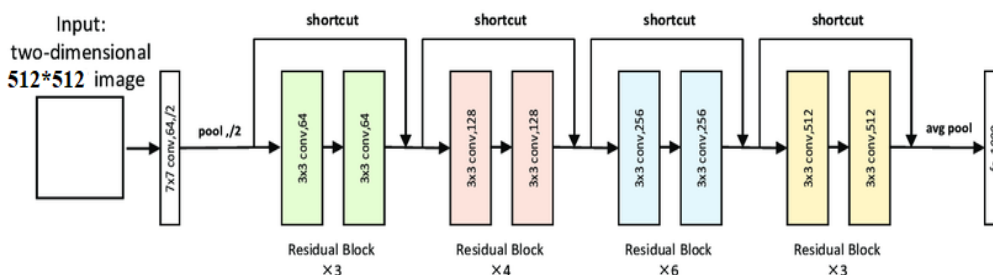 Input:
two-dimensional
512*512 image
7x7 conv,64,/2
pool ,/2
shortcut
3x3 conv,64
3x3 conv,64
Residual Block
×3
shortcut
3x3 conv,128
3x3 conv,128
Residual Block
×4
shortcut
3x3 conv,256
3x3 conv,256
Residual Block
×6
shortcut
3x3 conv,512
3x3 conv,512
Residual Block
×3
avg pool